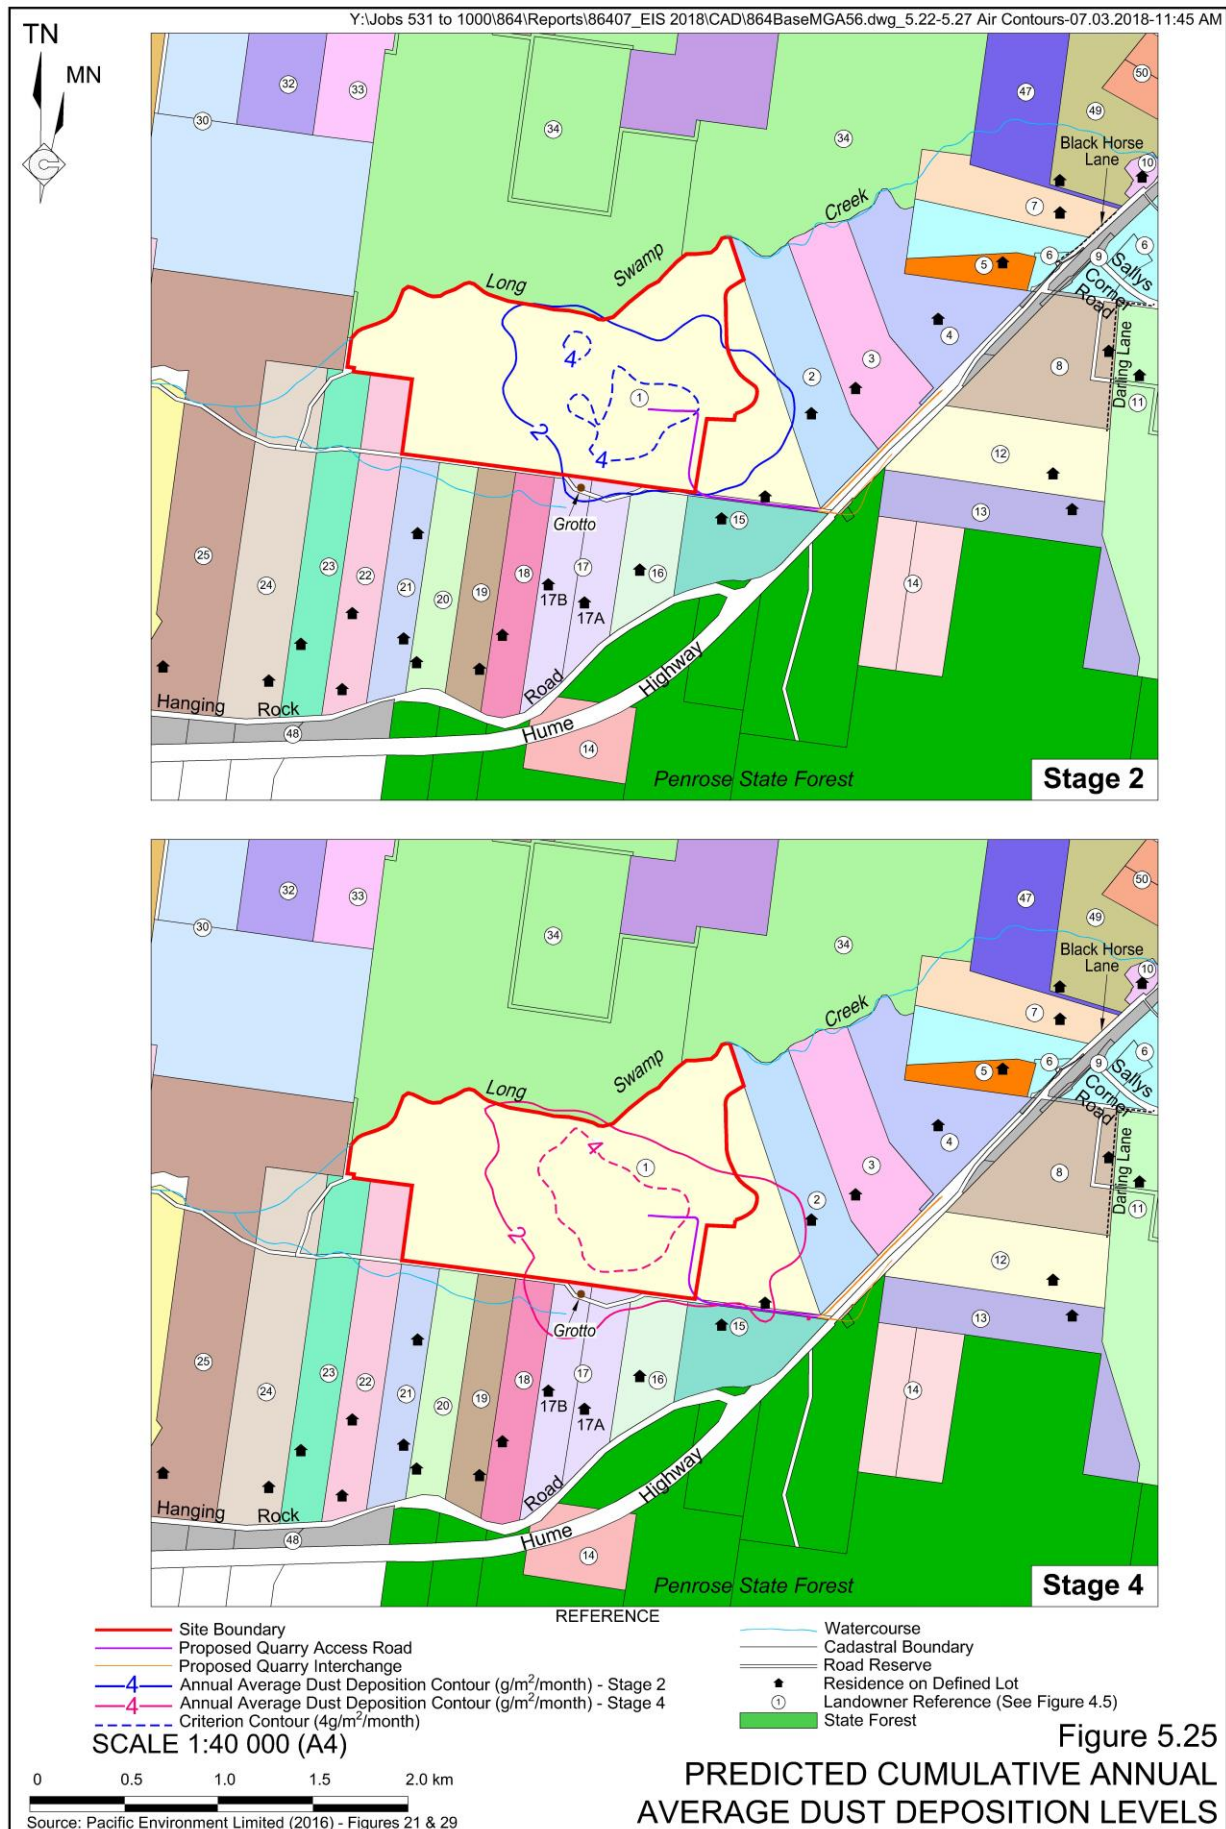 Y:\Jobs 531 to 1000\864\Reports\86407_EIS 2018\CAD\864BaseMGA56.dwg_5.22-5.27 Air Contours-07.03.2018-11:45 AM
TN
MN
32
33
30
34
34
47
49
50
Black Horse
Lane
10
7
Creek
6
9
6
Sallys
Corner
Road
5
Long
Swamp
4
4
3
2
8
Darling Lane
11
1
2
4
12
Grotto
15
13
25
24
23
22
21
20
19
18
17
16
14
17B
17A
Hanging
Rock
Road
Highway
Hume
48
14
Penrose State Forest
Stage 2
32
33
30
34
34
47
49
50
Black Horse
Lane
10
7
Creek
6
9
6
Sallys
Corner
Road
5
Long
Swamp
4
4
1
3
2
8
Darling Lane
11
2
12
Grotto
15
13
25
24
23
22
21
20
19
18
17
16
14
17B
17A
Hanging
Rock
Road
Highway
Hume
48
14
Penrose State Forest
Stage 4
REFERENCE
Site Boundary
Proposed Quarry Access Road
Proposed Quarry Interchange
4 Annual Average Dust Deposition Contour (g/m²/month) - Stage 2
4 Annual Average Dust Deposition Contour (g/m²/month) - Stage 4
Criterion Contour (4g/m²/month)
Watercourse
Cadastral Boundary
Road Reserve
Residence on Defined Lot
1 Landowner Reference (See Figure 4.5)
State Forest
SCALE 1:40 000 (A4)
0 0.5 1.0 1.5 2.0 km
Source: Pacific Environment Limited (2016) - Figures 21 & 29
Figure 5.25
PREDICTED CUMULATIVE ANNUAL
AVERAGE DUST DEPOSITION LEVELS